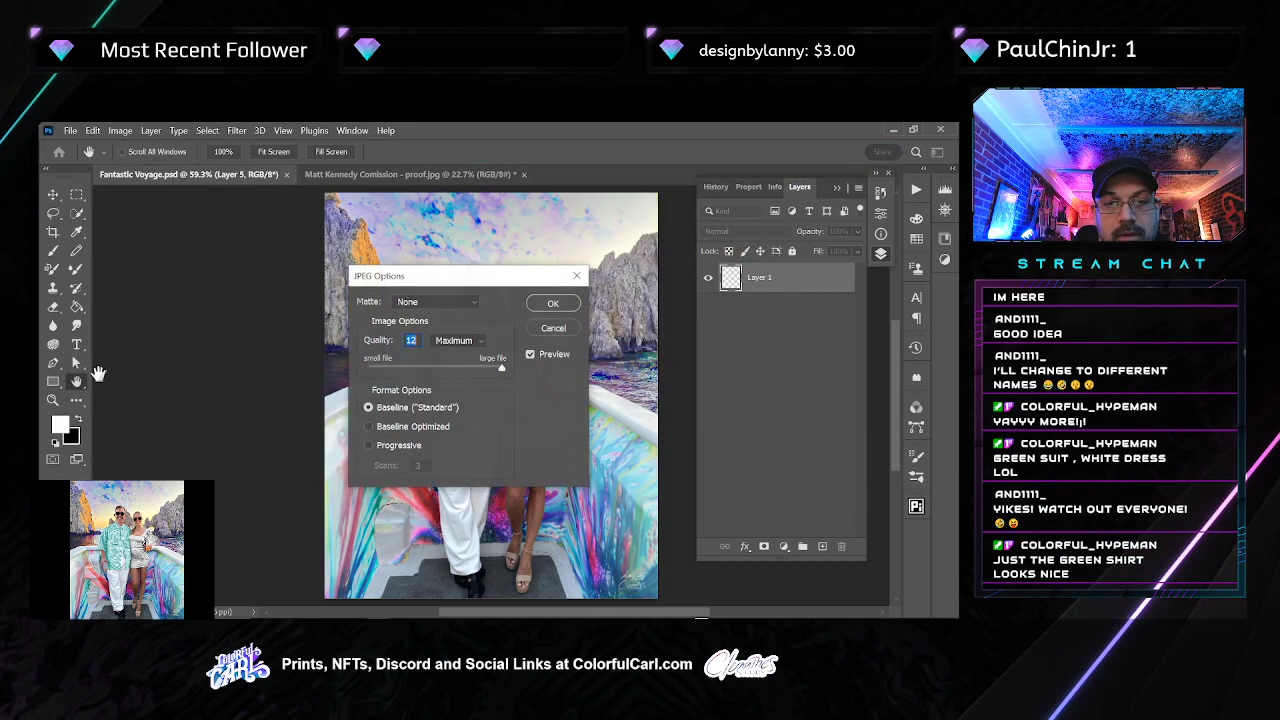 Most Recent Follower
designbylanny: $3.00
PaulChinJr: 1
Ps File Edit Image Layer Type Select Filter 3D View Plugins Window Help
Scroll All Windows 100% Fit Screen Fill Screen Share
Fantastic Voyage.psd @ 59.3% (Layer 5, RGB/8*) × Matt Kennedy Comission - proof.jpg @ 22.7% (RGB/8#) * ×
History Propert Info Layers
Kind
Normal Opacity: 100%
Lock: Fill: 100%
Layer 1
JPEG Options
Matte: None OK
Image Options
Cancel
Quality: 12 Maximum
Preview
small file large file
Format Options
Baseline ("Standard")
Baseline Optimized
Progressive
Scans: 3
fx
Pi
ppi)
STREAM CHAT
IM HERE
AND1111_
GOOD IDEA
AND1111_
I'LL CHANGE TO DIFFERENT
NAMES 😂🤣😯😯
COLORFUL_HYPEMAN
YAYYY MORE!¡!
COLORFUL_HYPEMAN
GREEN SUIT , WHITE DRESS
LOL
AND1111_
YIKES! WATCH OUT EVERYONE!
COLORFUL_HYPEMAN
JUST THE GREEN SHIRT
LOOKS NICE
COLORFUL CARL
Prints, NFTs, Discord and Social Links at ColorfulCarl.com